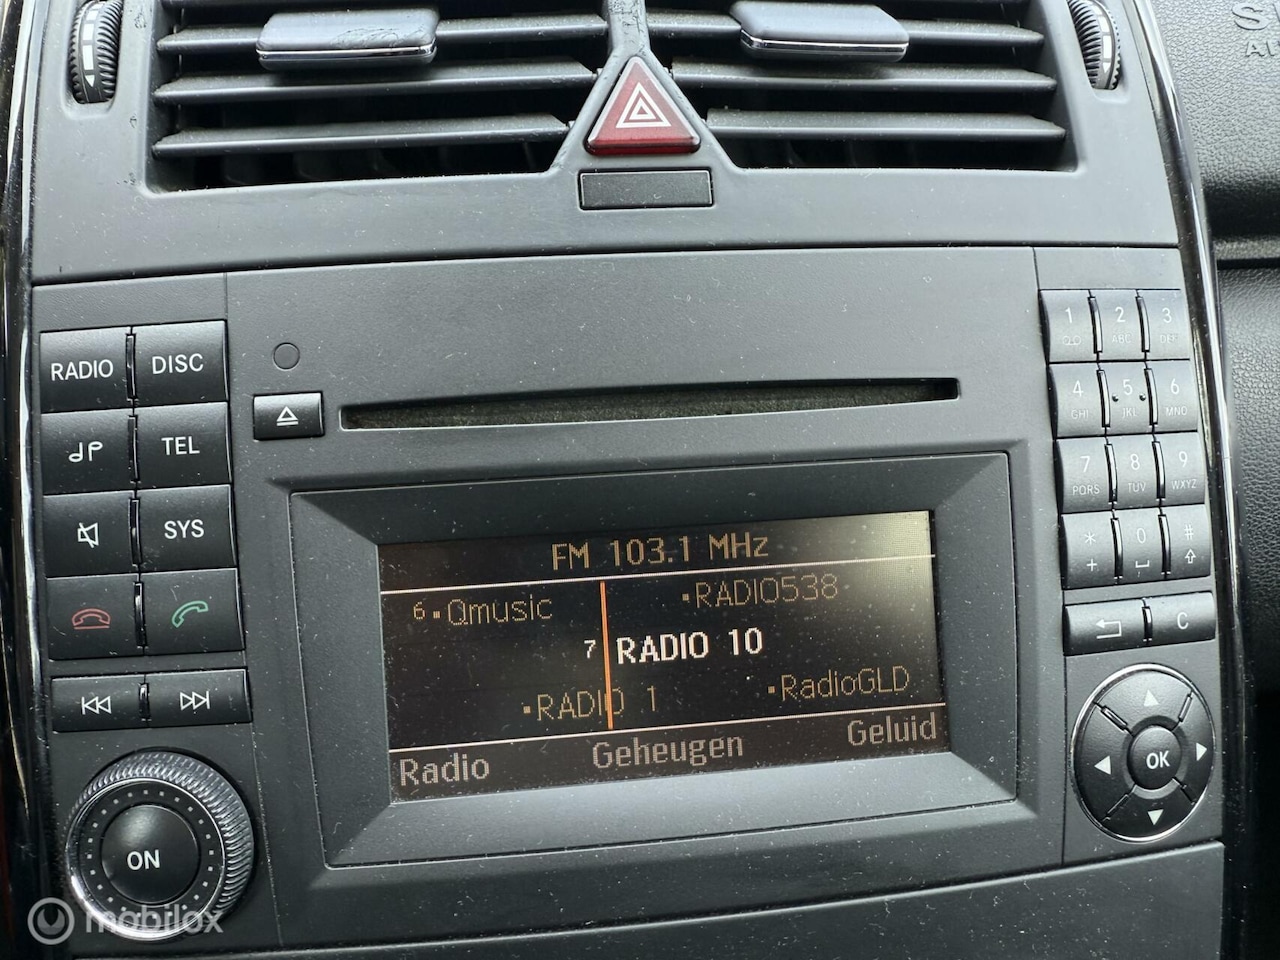 RADIO DISC
TEL
SYS
ON
FM 103.1 MHz
6 Qmusic
RADIO538
7 RADIO 10
RADIO 1
RadioGLD
Radio Geheugen Geluid
1 2 ABC 3 DEF
4 GHI 5 JKL 6 MNO
7 PQRS 8 TUV 9 WXYZ
* + 0 #
C
OK
mobilox